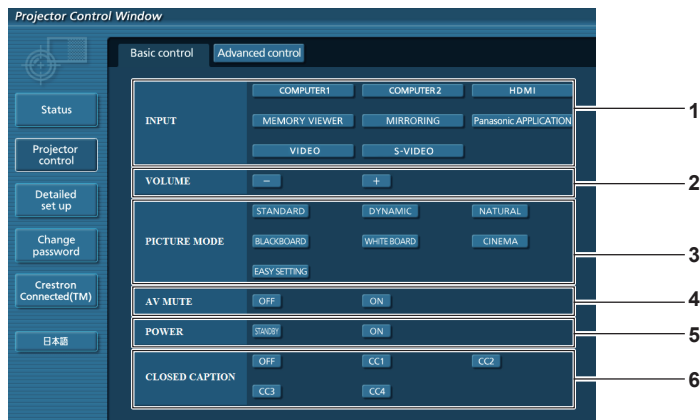 Projector Control Window
Basic control Advanced control
Status
Projector control
Detailed set up
Change password
Crestron Connected(TM)
日本語
INPUT
COMPUTER1 COMPUTER2 HDMI
MEMORY VIEWER MIRRORING Panasonic APPLICATION
VIDEO S-VIDEO
1
VOLUME - +
2
PICTURE MODE
STANDARD DYNAMIC NATURAL
BLACKBOARD WHITE BOARD CINEMA
EASY SETTING
3
AV MUTE OFF ON
4
POWER STANDBY ON
5
CLOSED CAPTION
OFF CC1 CC2
CC3 CC4
6